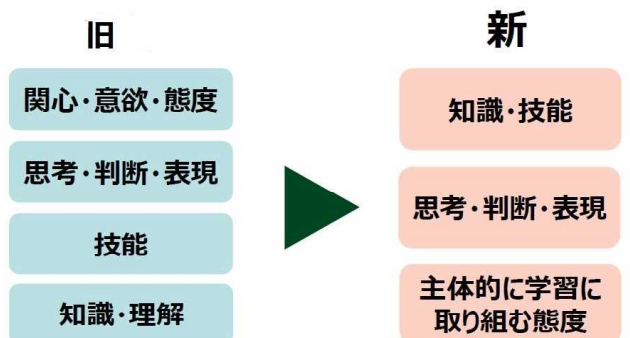 旧
関心・意欲・態度
思考・判断・表現
技能
知識・理解
新
知識・技能
思考・判断・表現
主体的に学習に
取り組む態度